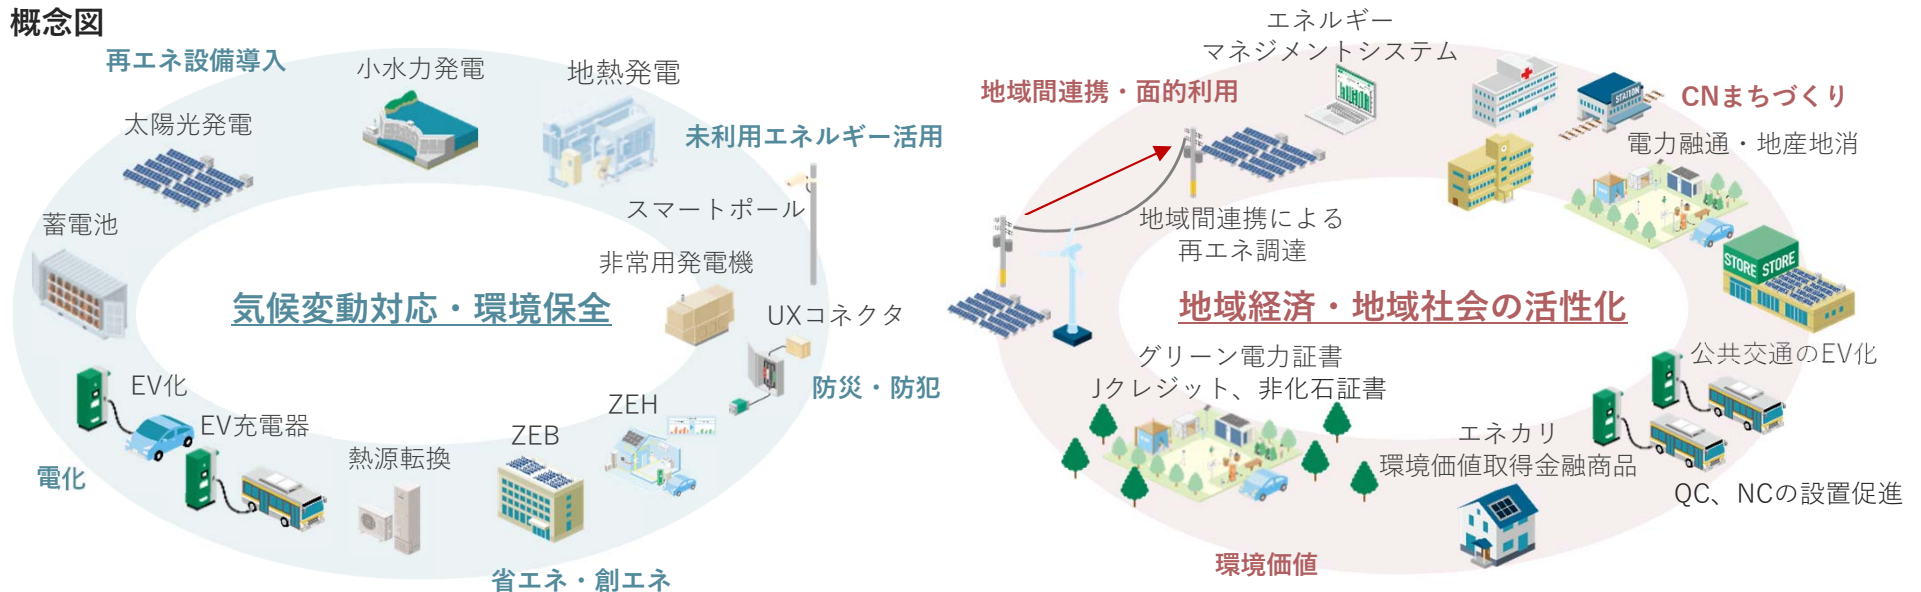 概念図
再エネ設備導入
小水力発電
地熱発電
太陽光発電
未利用エネルギー活用
スマートポール
蓄電池
非常用発電機
気候変動対応・環境保全
UXコネクタ
EV化
防災・防犯
ZEH
EV充電器
ZEB
熱源転換
電化
省エネ・創エネ
エネルギー
マネジメントシステム
地域間連携・面的利用
STATION
CNまちづくり
電力融通・地産地消
地域間連携による
再エネ調達
STORE STORE
地域経済・地域社会の活性化
グリーン電力証書
Jクレジット、非化石証書
公共交通のEV化
エネカリ
環境価値取得金融商品
QC、NCの設置促進
環境価値